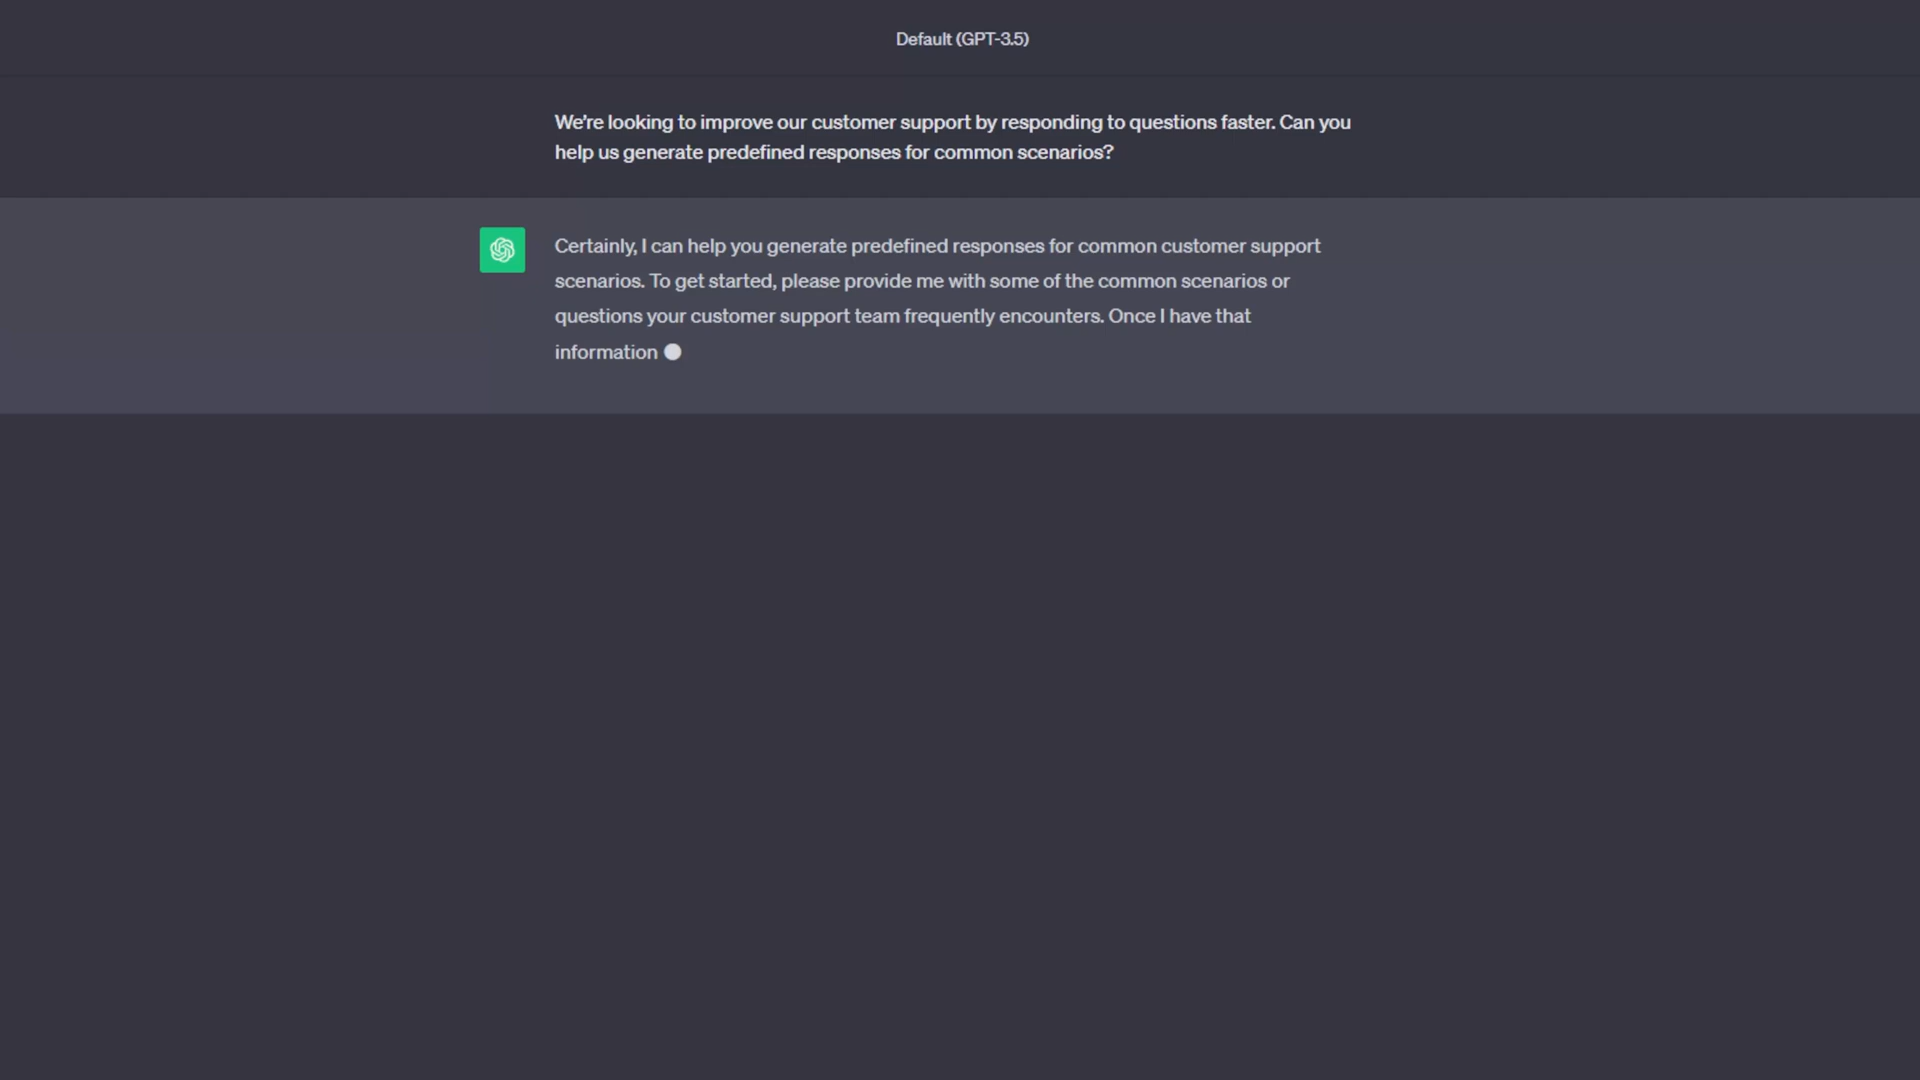 Default (GPT-3.5)
We're looking to improve our customer support by responding to questions faster. Can you
help us generate predefined responses for common scenarios?
Certainly, I can help you generate predefined responses for common customer support
scenarios. To get started, please provide me with some of the common scenarios or
questions your customer support team frequently encounters. Once I have that
information